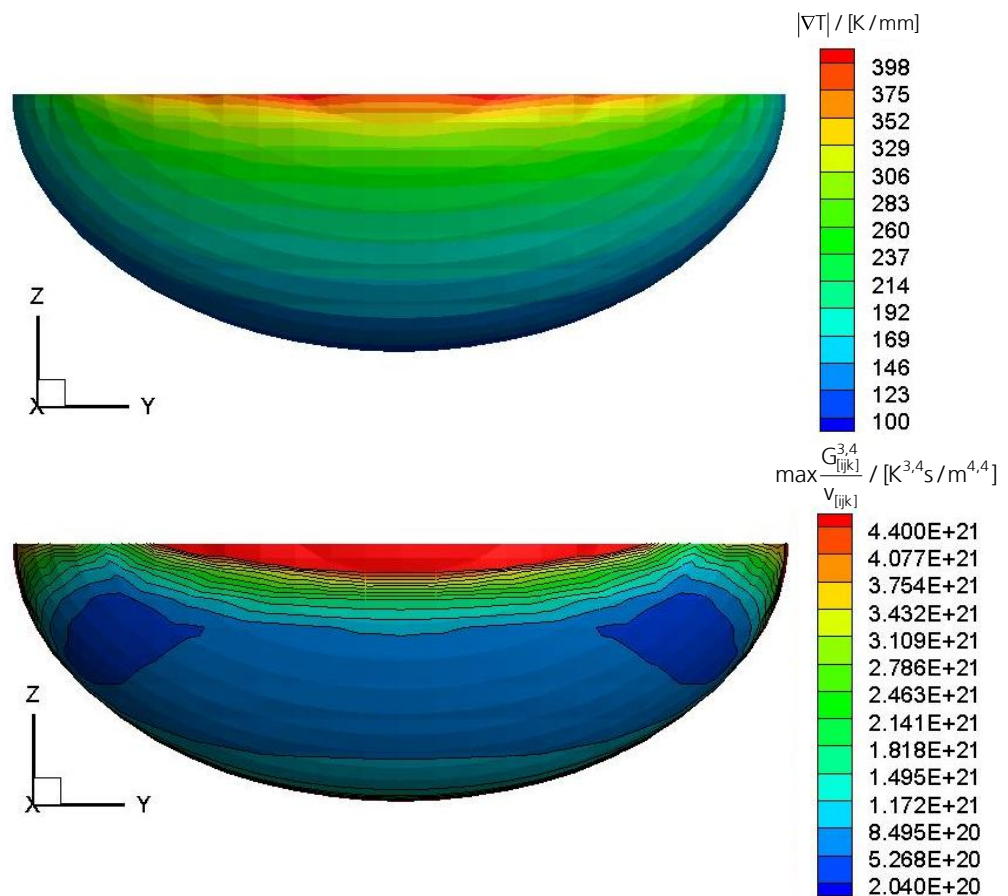 |∇T| / [K/mm]
398
375
352
329
306
283
260
237
214
192
169
146
123
100
Z
X Y
max G[ijk]^3,4 / v[ijk] / [K^3,4 s/m^4,4]
4.400E+21
4.077E+21
3.754E+21
3.432E+21
3.109E+21
2.786E+21
2.463E+21
2.141E+21
1.818E+21
1.495E+21
1.172E+21
8.495E+20
5.268E+20
2.040E+20
Z
X Y